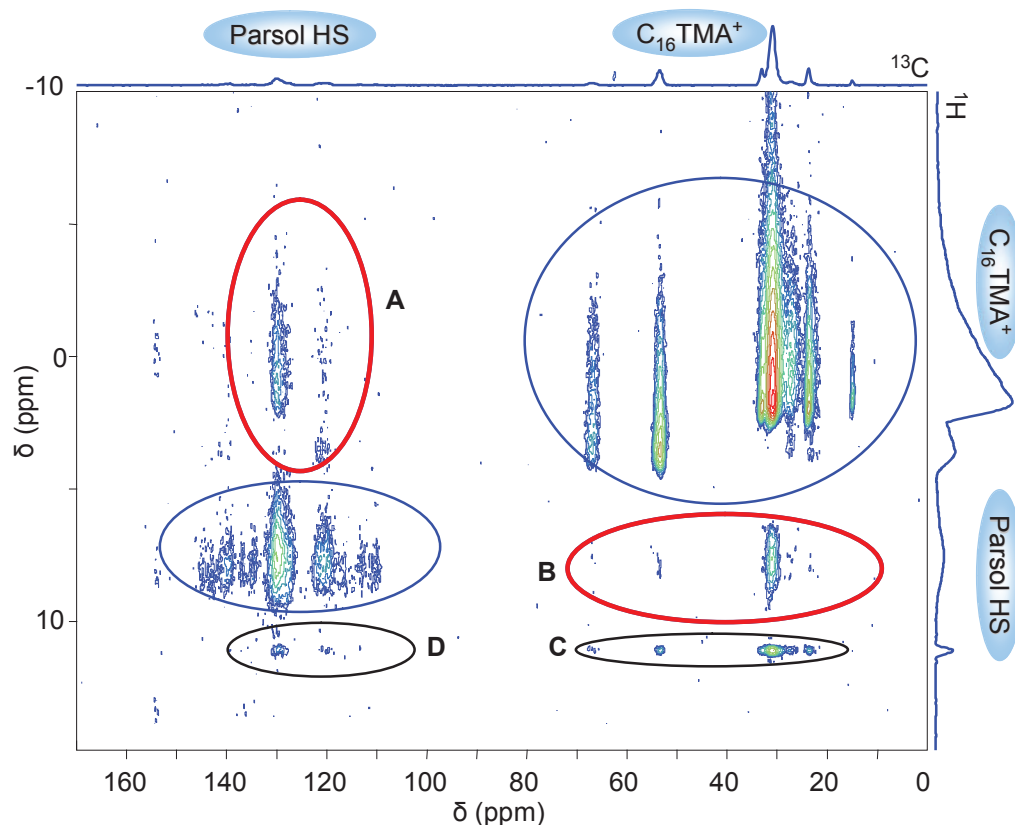 Parsol HS
C₁₆TMA⁺
¹³C
-10
¹H
C₁₆TMA⁺
A
0
δ (ppm)
B
Parsol HS
10
D
C
160
140
120
100
80
60
40
20
0
δ (ppm)